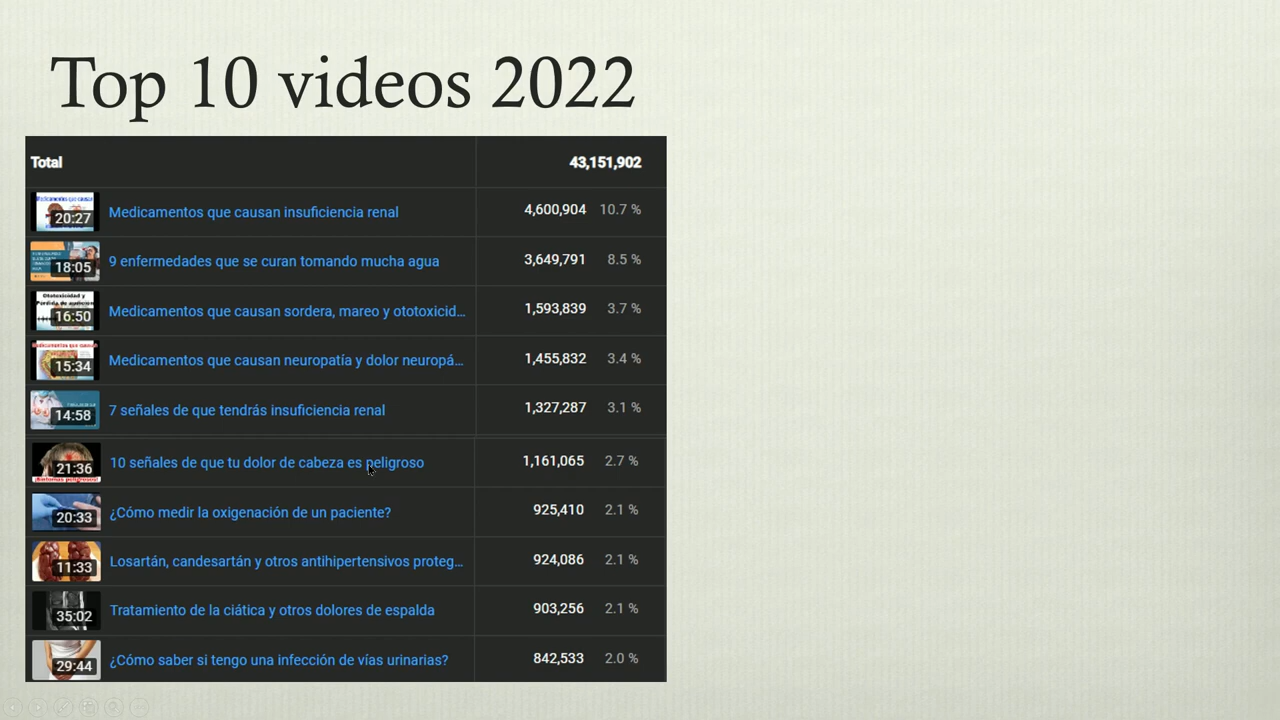 Top 10 videos 2022
Total 43,151,902
20:27 Medicamentos que causan insuficiencia renal 4,600,904 10.7 %
18:05 9 enfermedades que se curan tomando mucha agua 3,649,791 8.5 %
Ototoxicidad y
16:50 Medicamentos que causan sordera, mareo y ototoxicid... 1,593,839 3.7 %
15:34 Medicamentos que causan neuropatía y dolor neuropá... 1,455,832 3.4 %
14:58 7 señales de que tendrás insuficiencia renal 1,327,287 3.1 %
21:36 10 señales de que tu dolor de cabeza es peligroso 1,161,065 2.7 %
20:33 ¿Cómo medir la oxigenación de un paciente? 925,410 2.1 %
11:33 Losartán, candesartán y otros antihipertensivos proteg... 924,086 2.1 %
35:02 Tratamiento de la ciática y otros dolores de espalda 903,256 2.1 %
29:44 ¿Cómo saber si tengo una infección de vías urinarias? 842,533 2.0 %